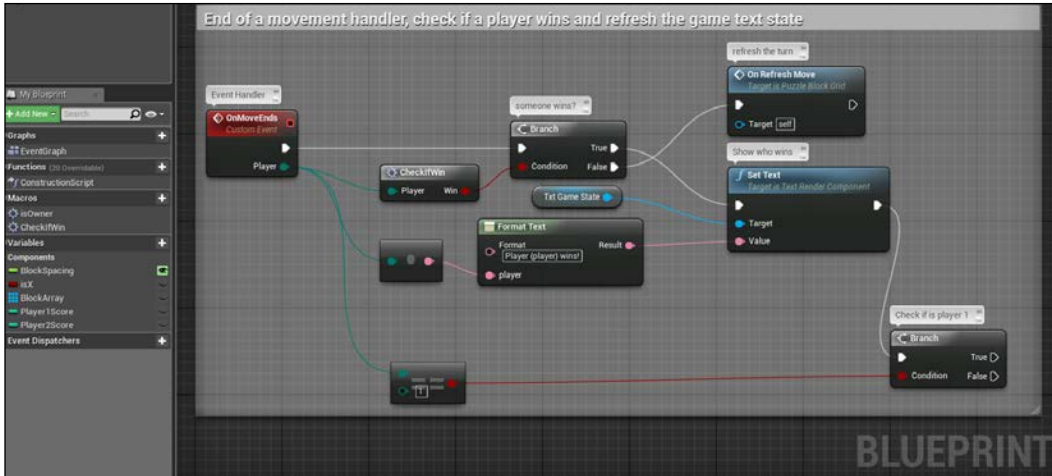 End of a movement handler, check if a player wins and refresh the game text state
My Blueprint
+ Add New
Search
Graphs
EventGraph
Functions (20 Overridable)
ConstructionScript
Macros
isOwner
CheckIfWin
Variables
Components
BlockSpacing
isX
BlockArray
Player1Score
Player2Score
Event Dispatchers
Event Handler
OnMoveEnds
Custom Event
Player
CheckIfWin
Player Win
someone wins?
Branch
True
Condition False
refresh the turn
On Refresh Move
Target is Puzzle Block Grid
Target self
Show who wins
Set Text
Target is Text Render Component
Target
Value
Txt Game State
Format Text
Format Result
Player {player} wins!
player
==
1
Check if is player 1
Branch
True
Condition False
BLUEPRINT